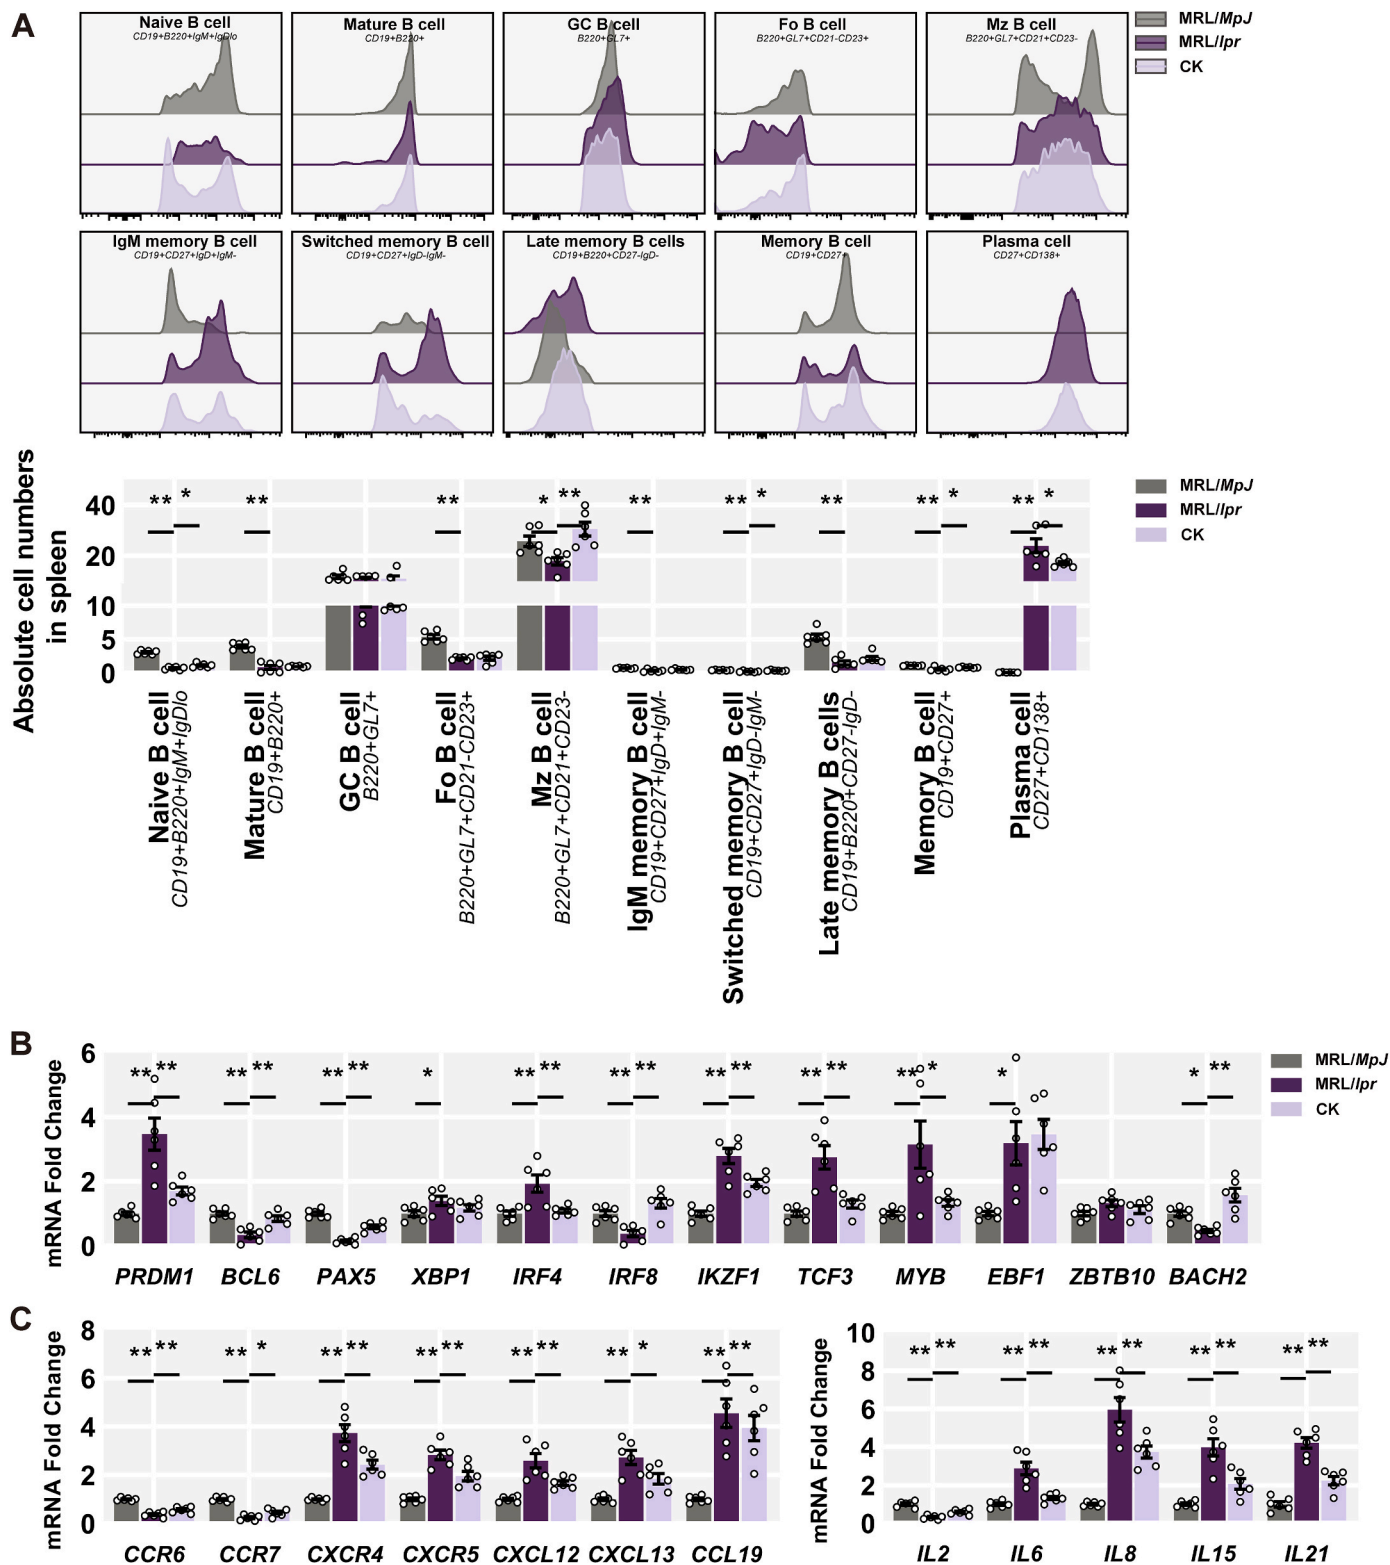 A
Naive B cell
CD19+B220+IgM+IgDlo
Mature B cell
CD19+B220+
GC B cell
B220+GL7+
Fo B cell
B220+GL7+CD21-CD23+
Mz B cell
B220+GL7+CD21+CD23-
MRL/MpJ
MRL/lpr
CK
IgM memory B cell
CD19+CD27+IgD+IgM-
Switched memory B cell
CD19+CD27+IgD-IgM-
Late memory B cells
CD19+B220+CD27-IgD-
Memory B cell
CD19+CD27+
Plasma cell
CD27+CD138+
Absolute cell numbers
in spleen
40
20
10
5
0
** * ** ** * ** ** ** * ** ** * ** *
MRL/MpJ
MRL/lpr
CK
Naive B cell
CD19+B220+IgM+IgDlo
Mature B cell
CD19+B220+
GC B cell
B220+GL7+
Fo B cell
B220+GL7+CD21-CD23+
Mz B cell
B220+GL7+CD21+CD23-
IgM memory B cell
CD19+CD27+IgD+IgM-
Switched memory B cell
CD19+CD27+IgD-IgM-
Late memory B cells
CD19+B220+CD27-IgD-
Memory B cell
CD19+CD27+
Plasma cell
CD27+CD138+
B
mRNA Fold Change
6
4
2
0
** ** ** ** ** ** * ** ** ** ** ** ** ** ** ** * * * **
MRL/MpJ
MRL/lpr
CK
PRDM1 BCL6 PAX5 XBP1 IRF4 IRF8 IKZF1 TCF3 MYB EBF1 ZBTB10 BACH2
C
mRNA Fold Change
8
6
4
2
0
** ** ** * ** ** ** ** ** ** ** * ** **
CCR6 CCR7 CXCR4 CXCR5 CXCL12 CXCL13 CCL19
mRNA Fold Change
10
8
6
4
2
0
** ** ** ** ** ** ** ** ** **
IL2 IL6 IL8 IL15 IL21